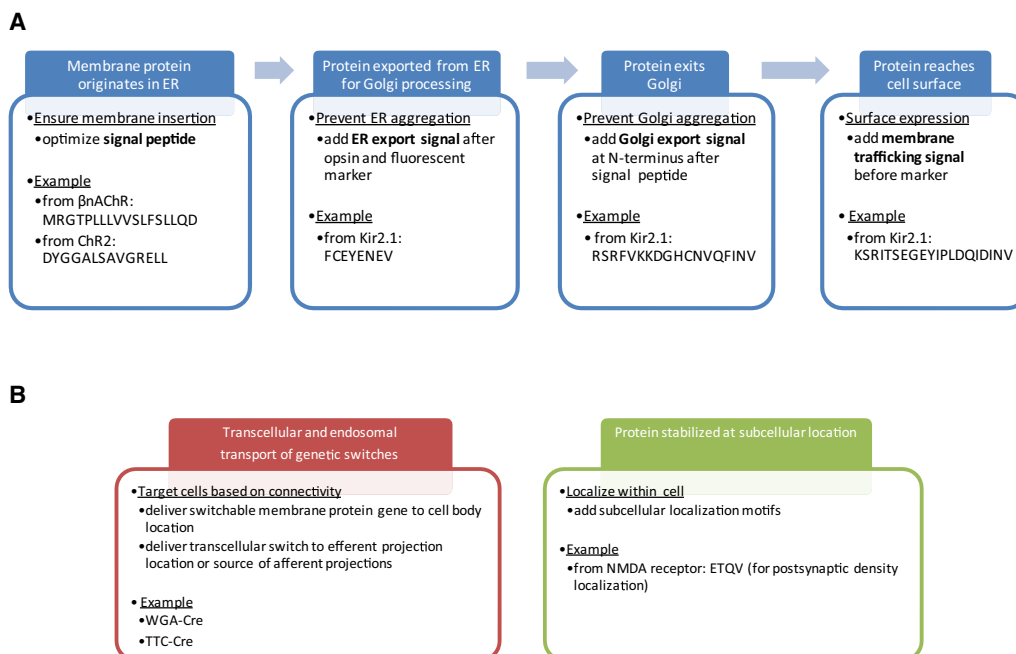 A
Membrane protein
originates in ER
•Ensure membrane insertion
•optimize signal peptide
•Example
•from βnAChR:
MRGTPLLLVVSLFSLLQD
•from ChR2:
DYGGALSAVGRELL
Protein exported from ER
for Golgi processing
•Prevent ER aggregation
•add ER export signal after
opsin and fluorescent
marker
•Example
•from Kir2.1:
FCEYENEV
Protein exits
Golgi
•Prevent Golgi aggregation
•add Golgi export signal
at N-terminus after
signal peptide
•Example
• from Kir2.1:
RSRFVKKDGHCNVQFINV
Protein reaches
cell surface
•Surface expression
•add membrane
trafficking signal
before marker
•Example
•from Kir2.1:
KSRITSEGEYIPLDQIDINV
B
Transcellular and endosomal
transport of genetic switches
•Target cells based on connectivity
•deliver switchable membrane protein gene to cell body
location
•deliver transcellular switch to efferent projection
location or source of afferent projections
• Example
•WGA-Cre
•TTC-Cre
Protein stabilized at subcellular location
•Localize within cell
•add subcellular localization motifs
•Example
•from NMDA receptor: ETQV (for postsynaptic density
localization)